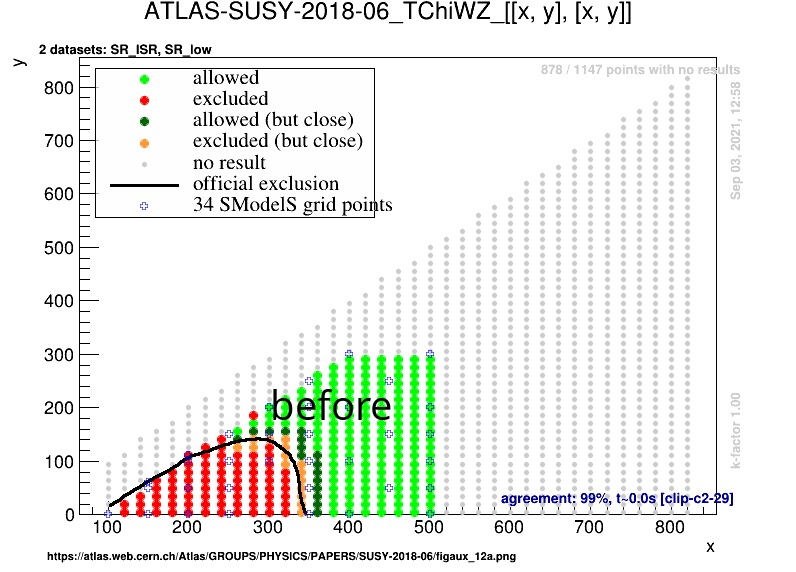 ATLAS-SUSY-2018-06_TChiWZ_[[x, y], [x, y]]
2 datasets: SR_ISR, SR_low
y
878 / 1147 points with no results
allowed
excluded
allowed (but close)
excluded (but close)
no result
official exclusion
34 SModelS grid points
Sep 03, 2021, 12:58
800
700
600
500
400
300
200
100
0
before
k-factor 1.00
agreement: 99%, t~0.0s [clip-c2-29]
100 200 300 400 500 600 700 800
x
https://atlas.web.cern.ch/Atlas/GROUPS/PHYSICS/PAPERS/SUSY-2018-06/figaux_12a.png